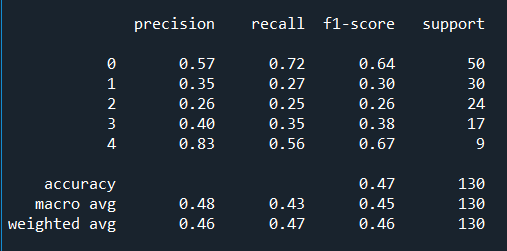 precision recall f1-score support
0 0.57 0.72 0.64 50
1 0.35 0.27 0.30 30
2 0.26 0.25 0.26 24
3 0.40 0.35 0.38 17
4 0.83 0.56 0.67 9
accuracy 0.47 130
macro avg 0.48 0.43 0.45 130
weighted avg 0.46 0.47 0.46 130